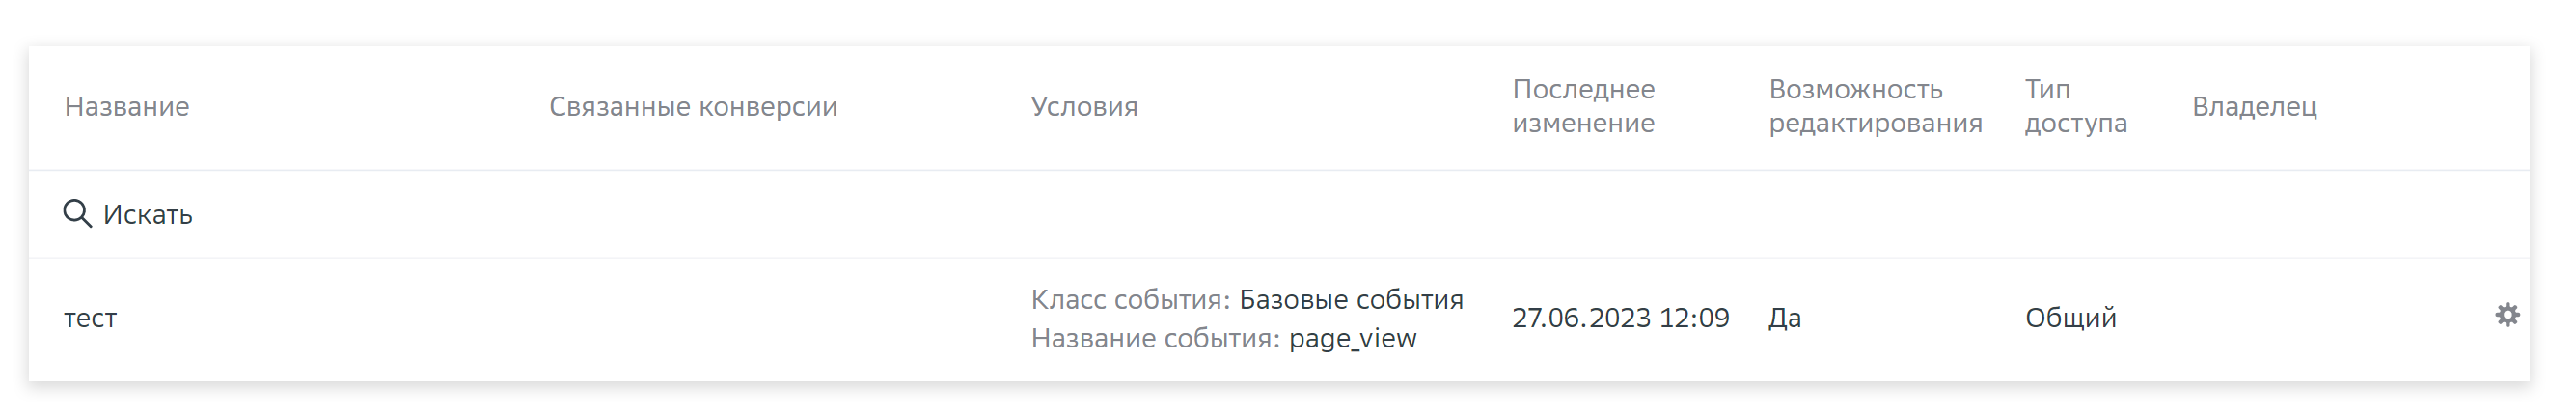 Название
Связанные конверсии
Условия
Последнее
изменение
Возможность
редактирования
Тип
доступа
Владелец
Искать
тест
Класс события: Базовые события
Название события: page_view
27.06.2023 12:09
Да
Общий